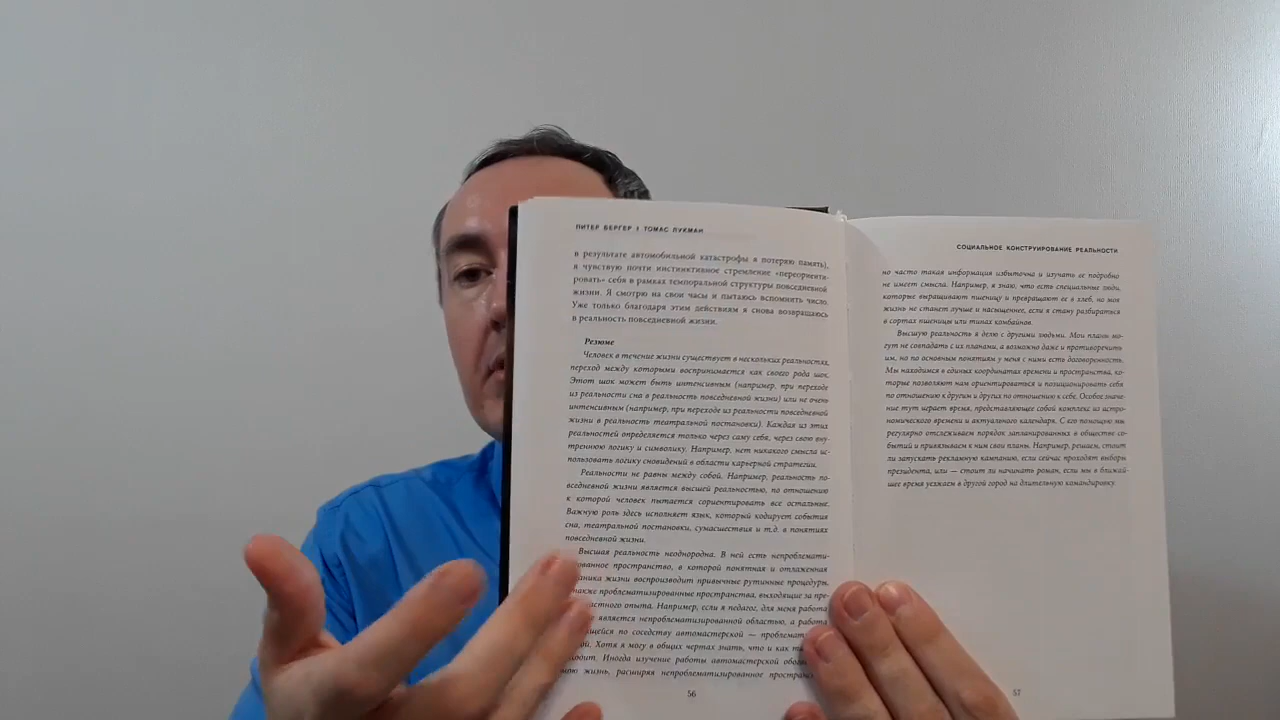 ПИТЕР БЕРГЕР | ТОМАС ЛУКМАН
в результате автомобильной катастрофы я потеряю память),
я чувствую почти инстинктивное стремление «переориенти-
ровать» себя в рамках темпоральной структуры повседневной
жизни. Я смотрю на свои часы и пытаюсь вспомнить число.
Уже только благодаря этим действиям я снова возвращаюсь
в реальность повседневной жизни.
Резюме
Человек в течение жизни существует в нескольких реальностях,
переход между которыми воспринимается как своего рода шок.
Этот шок может быть интенсивным (например, при переходе
из реальности сна в реальность повседневной жизни) или не очень
интенсивным (например, при переходе из реальности повседневной
жизни в реальность театральной постановки). Каждая из этих
реальностей определяется только через саму себя, через свою вну-
треннюю логику и символику. Например, нет никакого смысла ис-
пользовать логику сновидений в области карьерной стратегии.
Реальности не равны между собой. Например, реальность по-
вседневной жизни является высшей реальностью, по отношению
к которой человек пытается сориентировать все остальные.
Важную роль здесь исполняет язык, который кодирует события
сна, театральной постановки, сумасшествия и т.д. в понятиях
повседневной жизни.
Высшая реальность неоднородна. В ней есть непроблемати-
пространство, в которой понятная и отлаженная
жизни воспроизводит привычные рутинные процедуры,
также проблематизированные пространства, выходящие за пре-
опыта. Например, если я педагог, для меня работа
является непроблематизированной областью, а работа
по соседству автомастерской —
Хотя я могу в общих чертах знать, что и как
Иногда изучение работы автомастерской
жизнь, расширяя непроблематизированное
56
СОЦИАЛЬНОЕ КОНСТРУИРОВАНИЕ РЕАЛЬНОСТИ
но часто такая информация избыточна и изучать ее подробно
не имеет смысла. Например, я знаю, что есть специальные люди,
которые выращивают пшеницу и превращают ее в хлеб, но моя
жизнь не станет лучше и насыщеннее, если я стану разбираться
в сортах пшеницы или типах комбайнов.
Высшую реальность я делю с другими людьми. Мои планы мо-
гут не совпадать с их планами, а возможно даже и противоречить
им, но по основным понятиям у меня с ними есть договоренность.
Мы находимся в единых координатах времени и пространства, ко-
торые позволяют нам ориентироваться и позиционировать себя
по отношению к другим и других по отношению к себе. Особое значе-
ние тут играет время, представляющее собой комплекс из астро-
номического времени и актуального календаря. С его помощью мы
регулярно отслеживаем порядок запланированных в обществе со-
бытий и привязываем к ним свои планы. Например, решаем, стоит
ли запускать рекламную кампанию, если сейчас проходят выборы
президента, или — стоит ли начинать роман, если мы в ближай-
шее время уезжаем в другой город на длительную командировку.
57